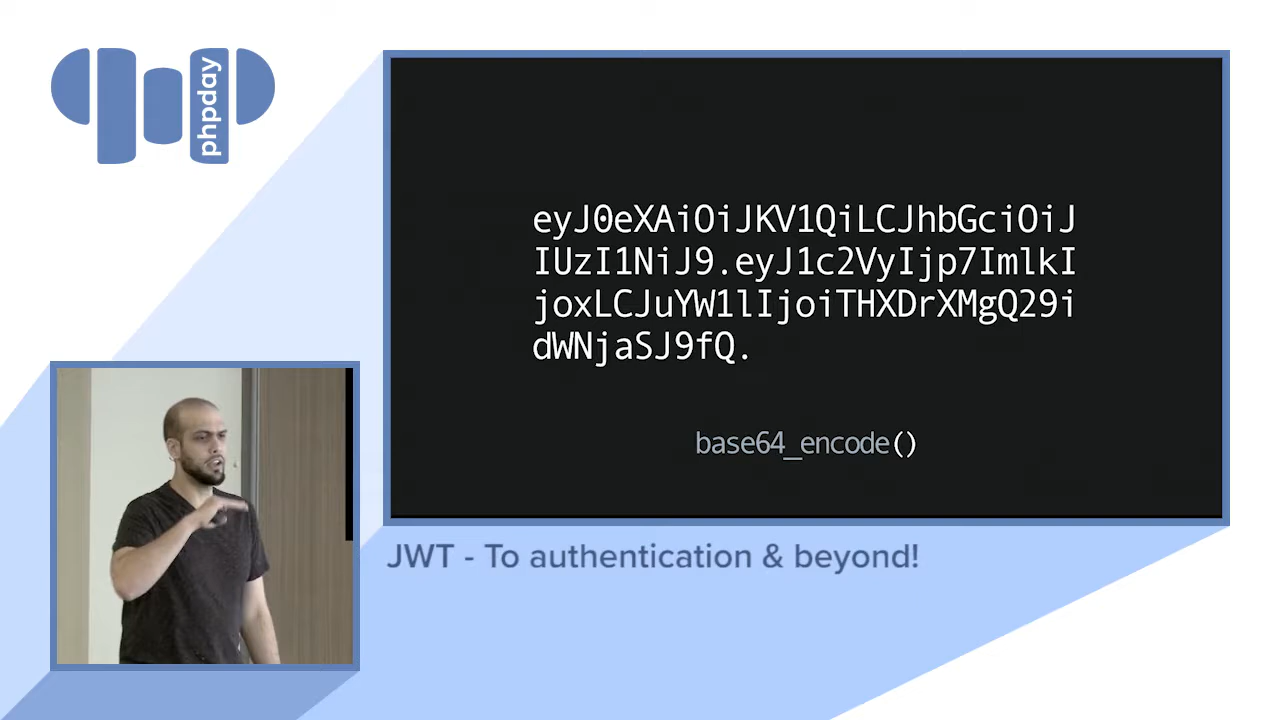 phpday
eyJ0eXAiOiJKV1QiLCJhbGciOiJ
IUzI1NiJ9.eyJ1c2VyIjp7ImlkI
joxLCJuYW1lIjoiTHXDrXMgQ29i
dWNjaSJ9fQ.
base64_encode()
JWT - To authentication & beyond!